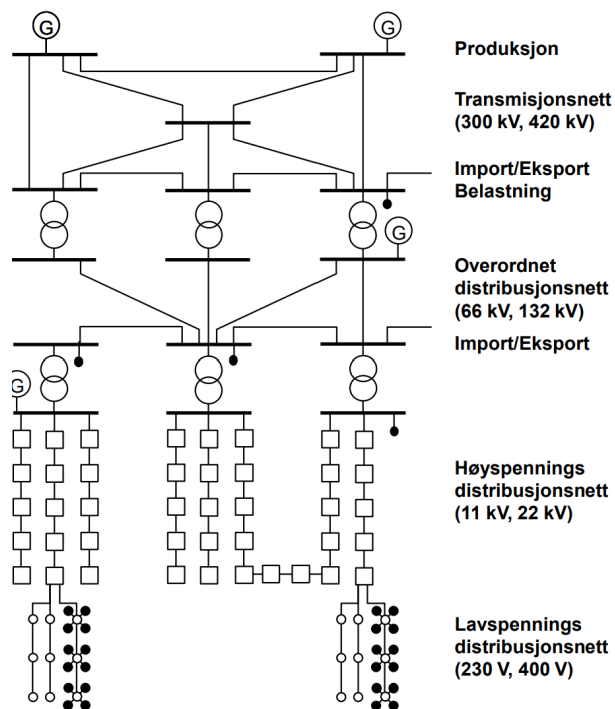 G
G
Produksjon
Transmisjonsnett
(300 kV, 420 kV)
Import/Eksport
Belastning
G
Overordnet
distribusjonsnett
(66 kV, 132 kV)
Import/Eksport
G
Høyspennings
distribusjonsnett
(11 kV, 22 kV)
Lavspennings
distribusjonsnett
(230 V, 400 V)